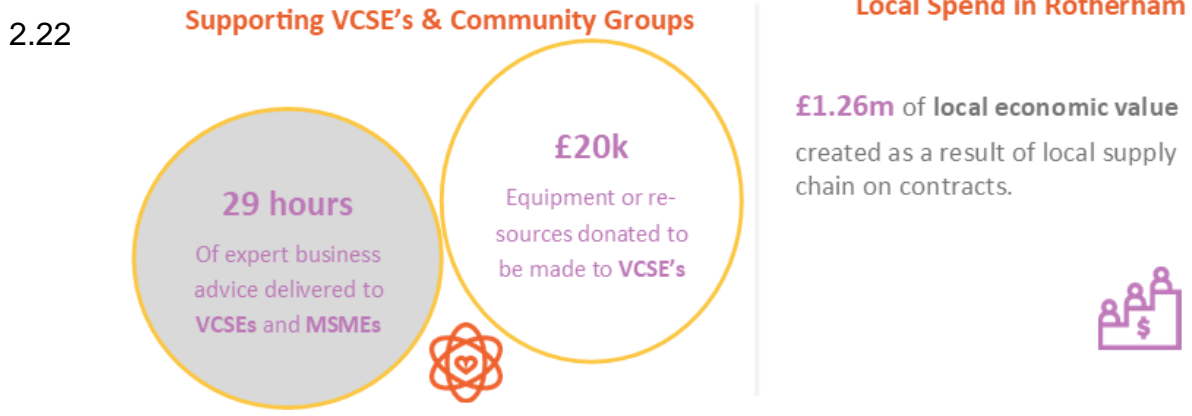 2.22
Supporting VCSE's & Community Groups
29 hours
Of expert business
advice delivered to
VCSEs and MSMEs
£20k
Equipment or re-
sources donated to
be made to VCSE's
Local Spend in Rotherham
£1.26m of local economic value
created as a result of local supply
chain on contracts.
$